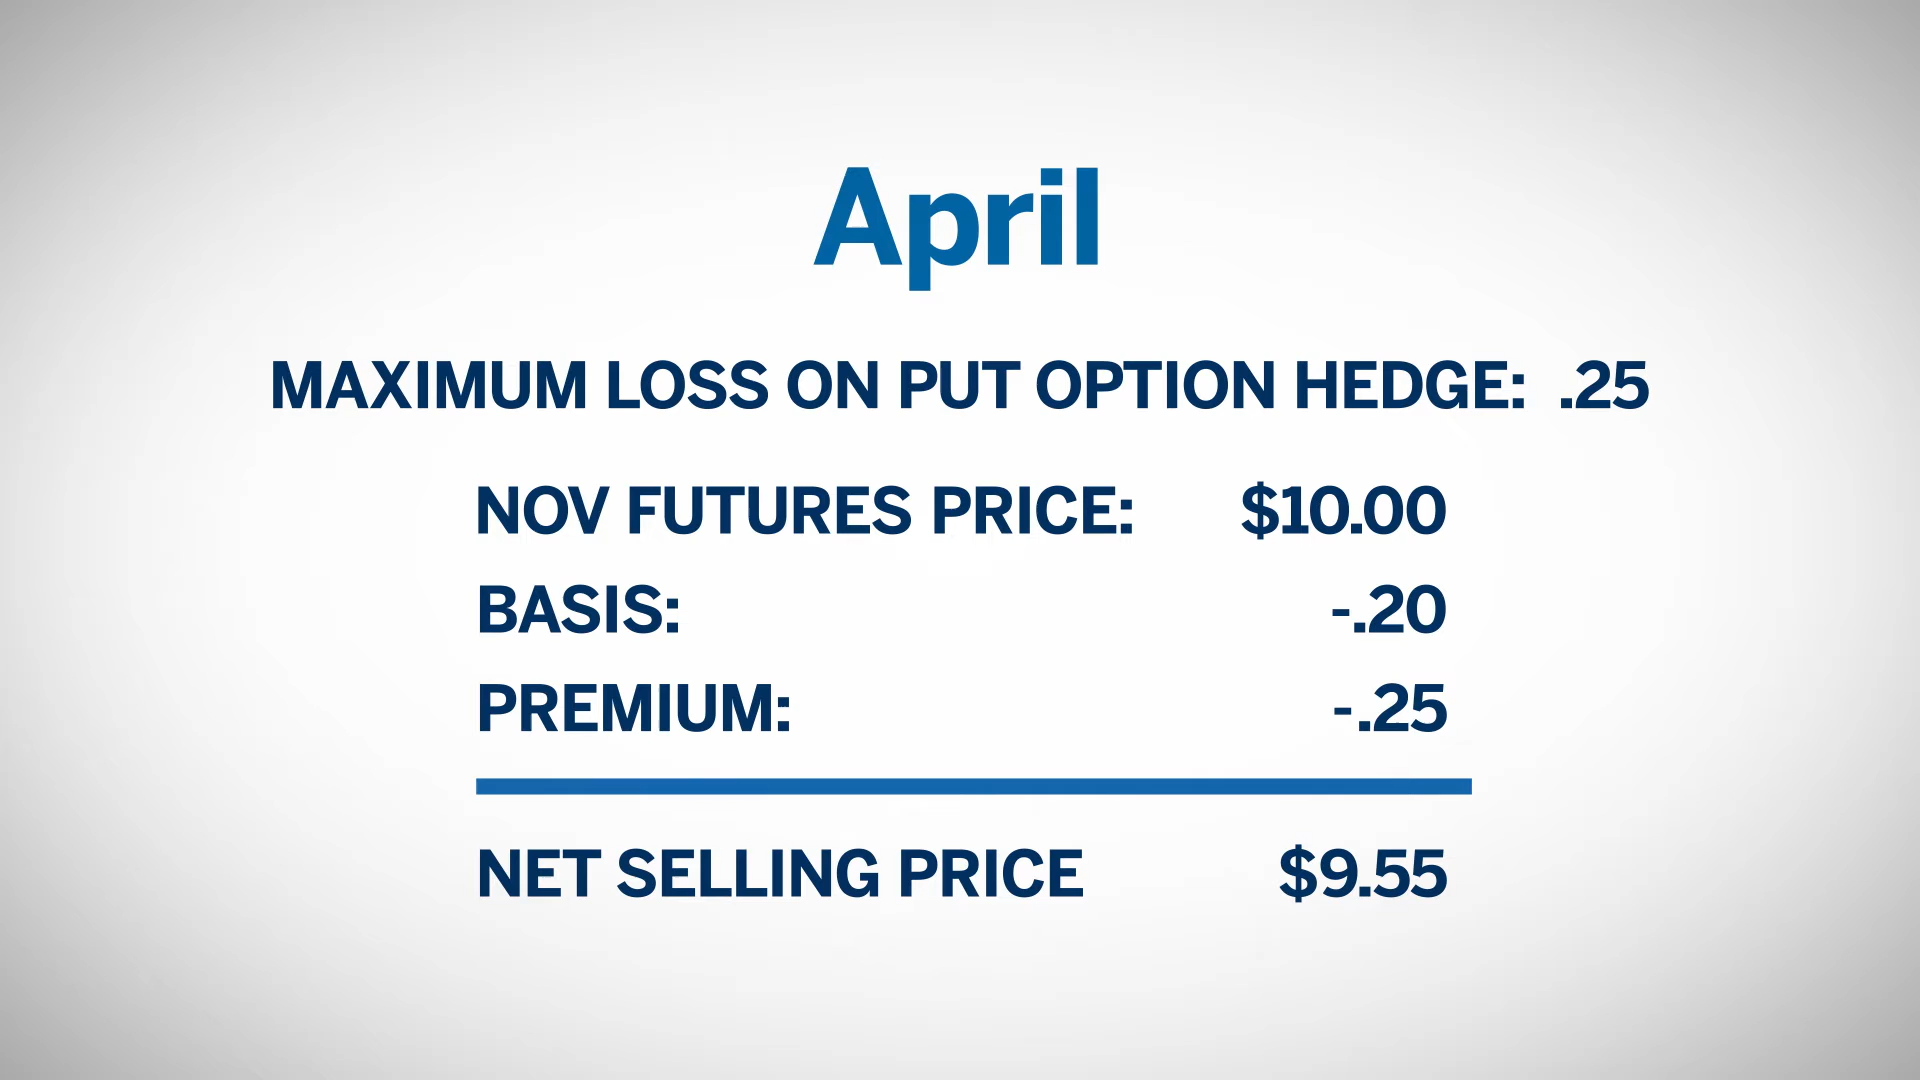 April
MAXIMUM LOSS ON PUT OPTION HEDGE: .25
NOV FUTURES PRICE: $10.00
BASIS: -.20
PREMIUM: -.25
NET SELLING PRICE $9.55